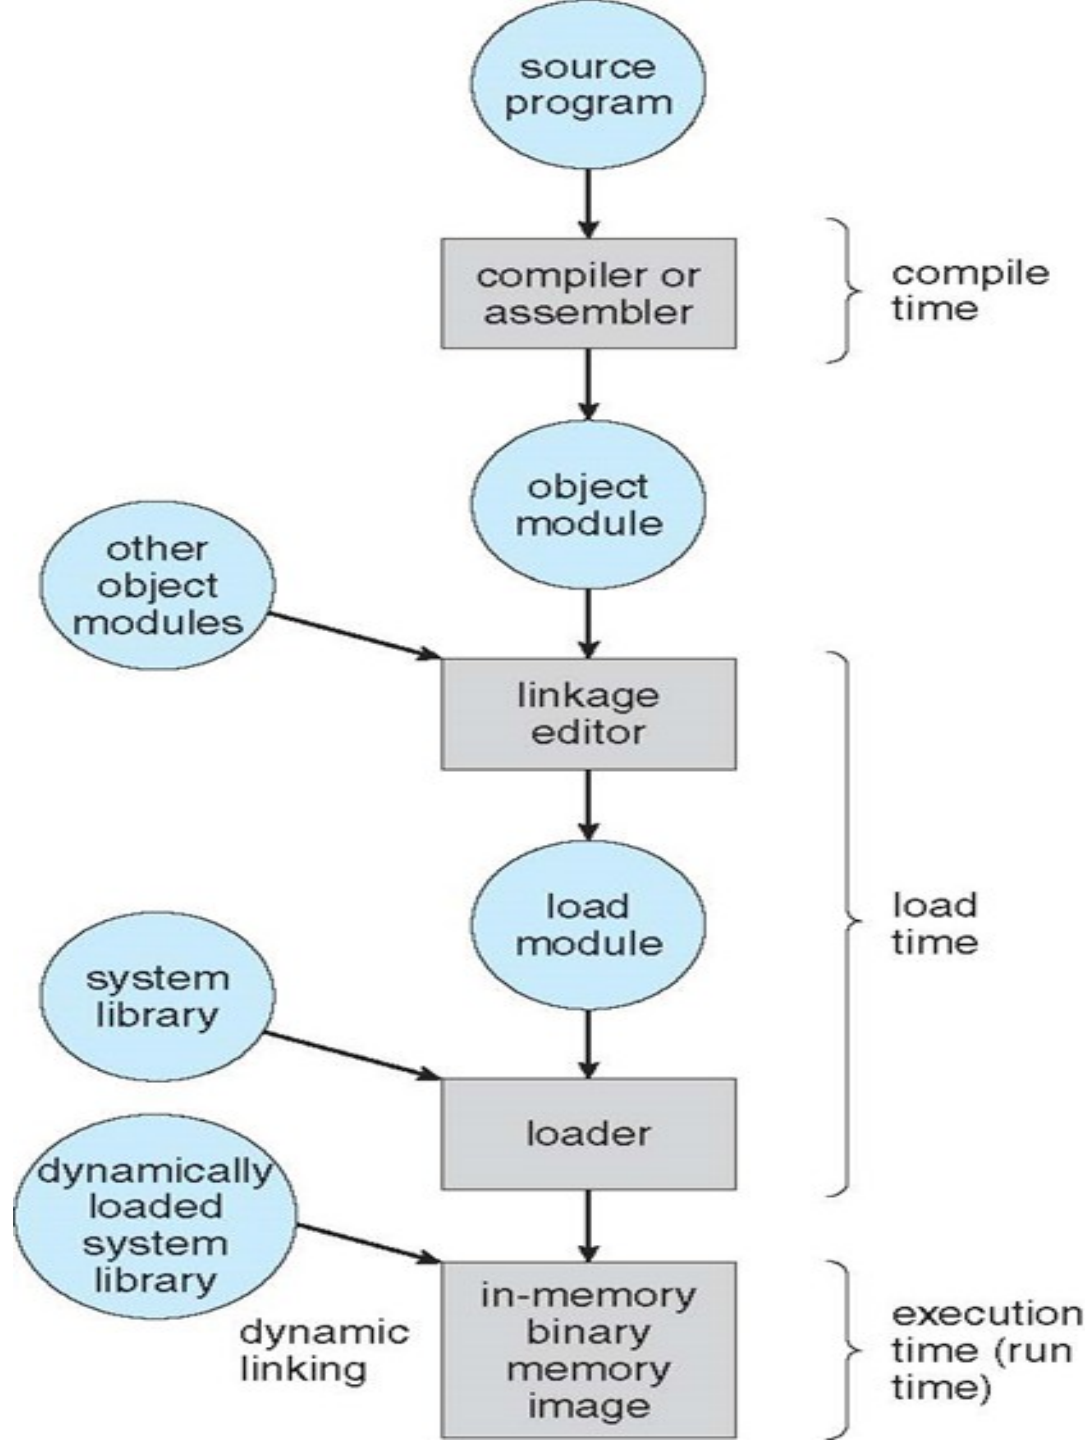 source
program
compiler or
assembler
compile
time
object
module
other
object
modules
linkage
editor
load
module
load
time
system
library
loader
dynamically
loaded
system
library
dynamic
linking
in-memory
binary
memory
image
execution
time (run
time)